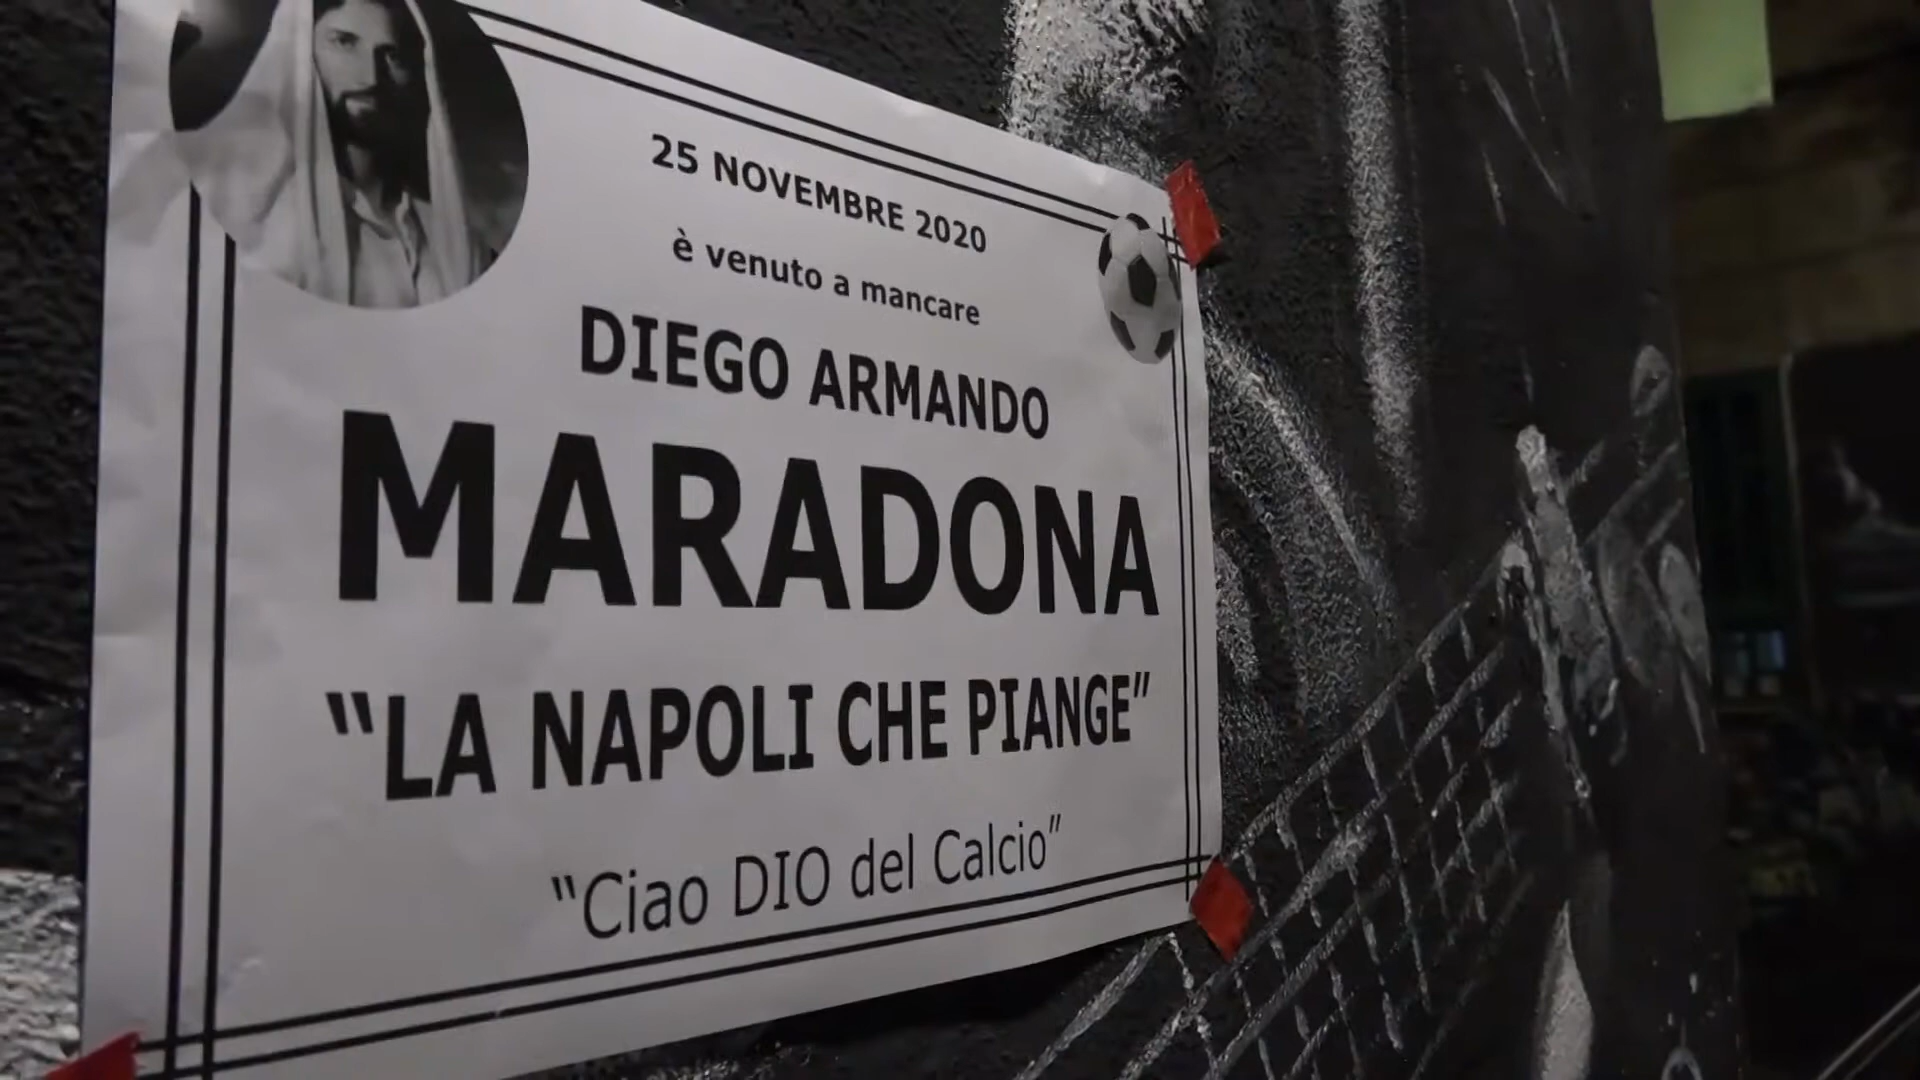 25 NOVEMBRE 2020
è venuto a mancare
DIEGO ARMANDO
MARADONA
“LA NAPOLI CHE PIANGE”
“Ciao DIO del Calcio”